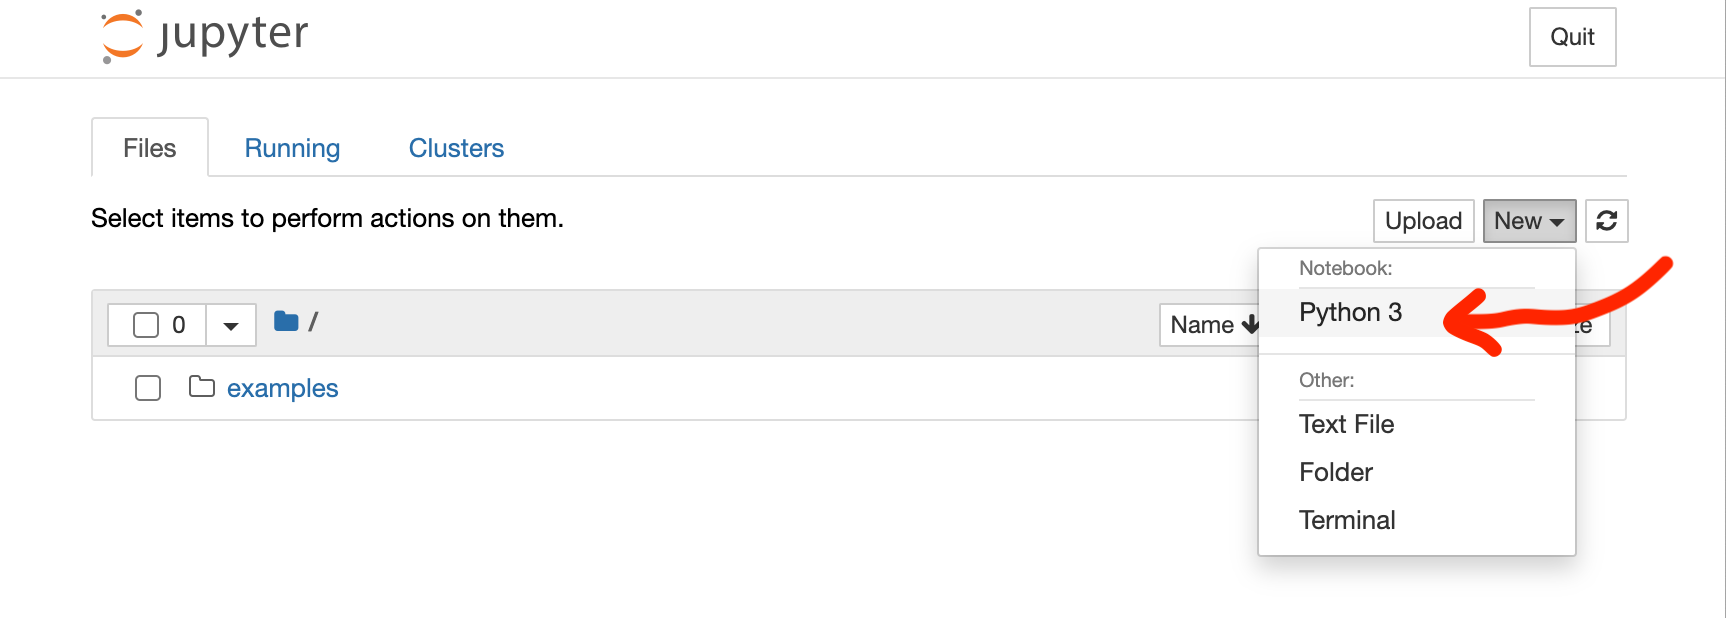 jupyter
Quit
Files Running Clusters
Select items to perform actions on them.
Upload New
Notebook:
0 / Name
Python 3
examples
Other:
Text File
Folder
Terminal